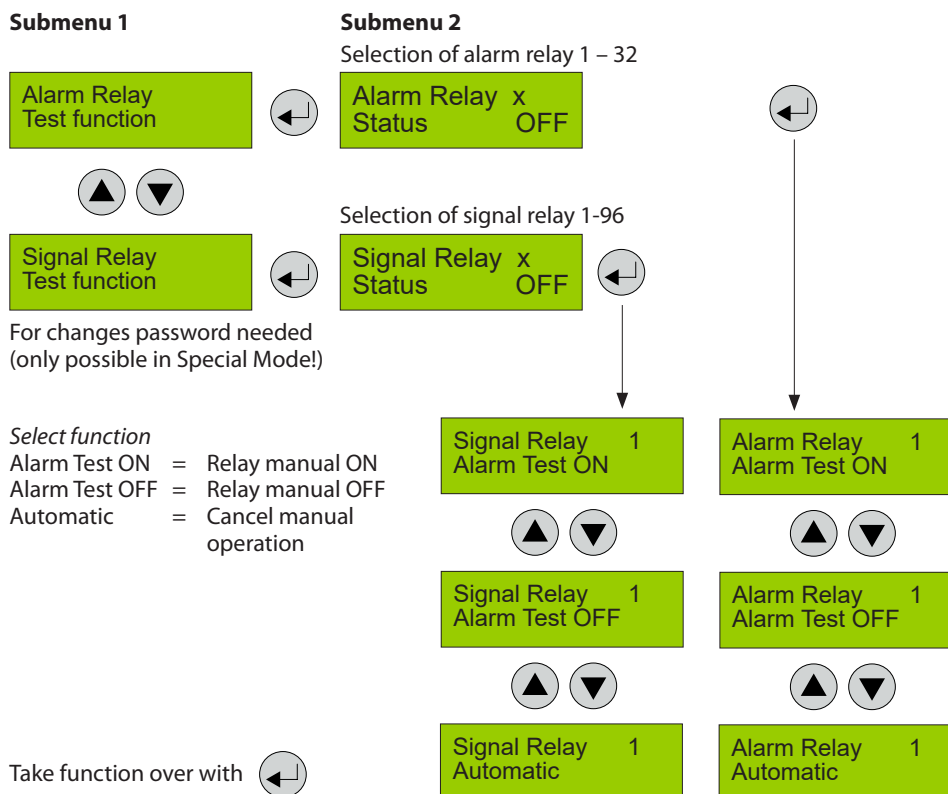 Submenu 1
Submenu 2
Selection of alarm relay 1 – 32
Alarm Relay
Test function
Alarm Relay x
Status OFF
Selection of signal relay 1-96
Signal Relay
Test function
Signal Relay x
Status OFF
For changes password needed
(only possible in Special Mode!)
Select function
Alarm Test ON = Relay manual ON
Alarm Test OFF = Relay manual OFF
Automatic = Cancel manual
operation
Signal Relay 1
Alarm Test ON
Alarm Relay 1
Alarm Test ON
Signal Relay 1
Alarm Test OFF
Alarm Relay 1
Alarm Test OFF
Signal Relay 1
Automatic
Alarm Relay 1
Automatic
Take function over with